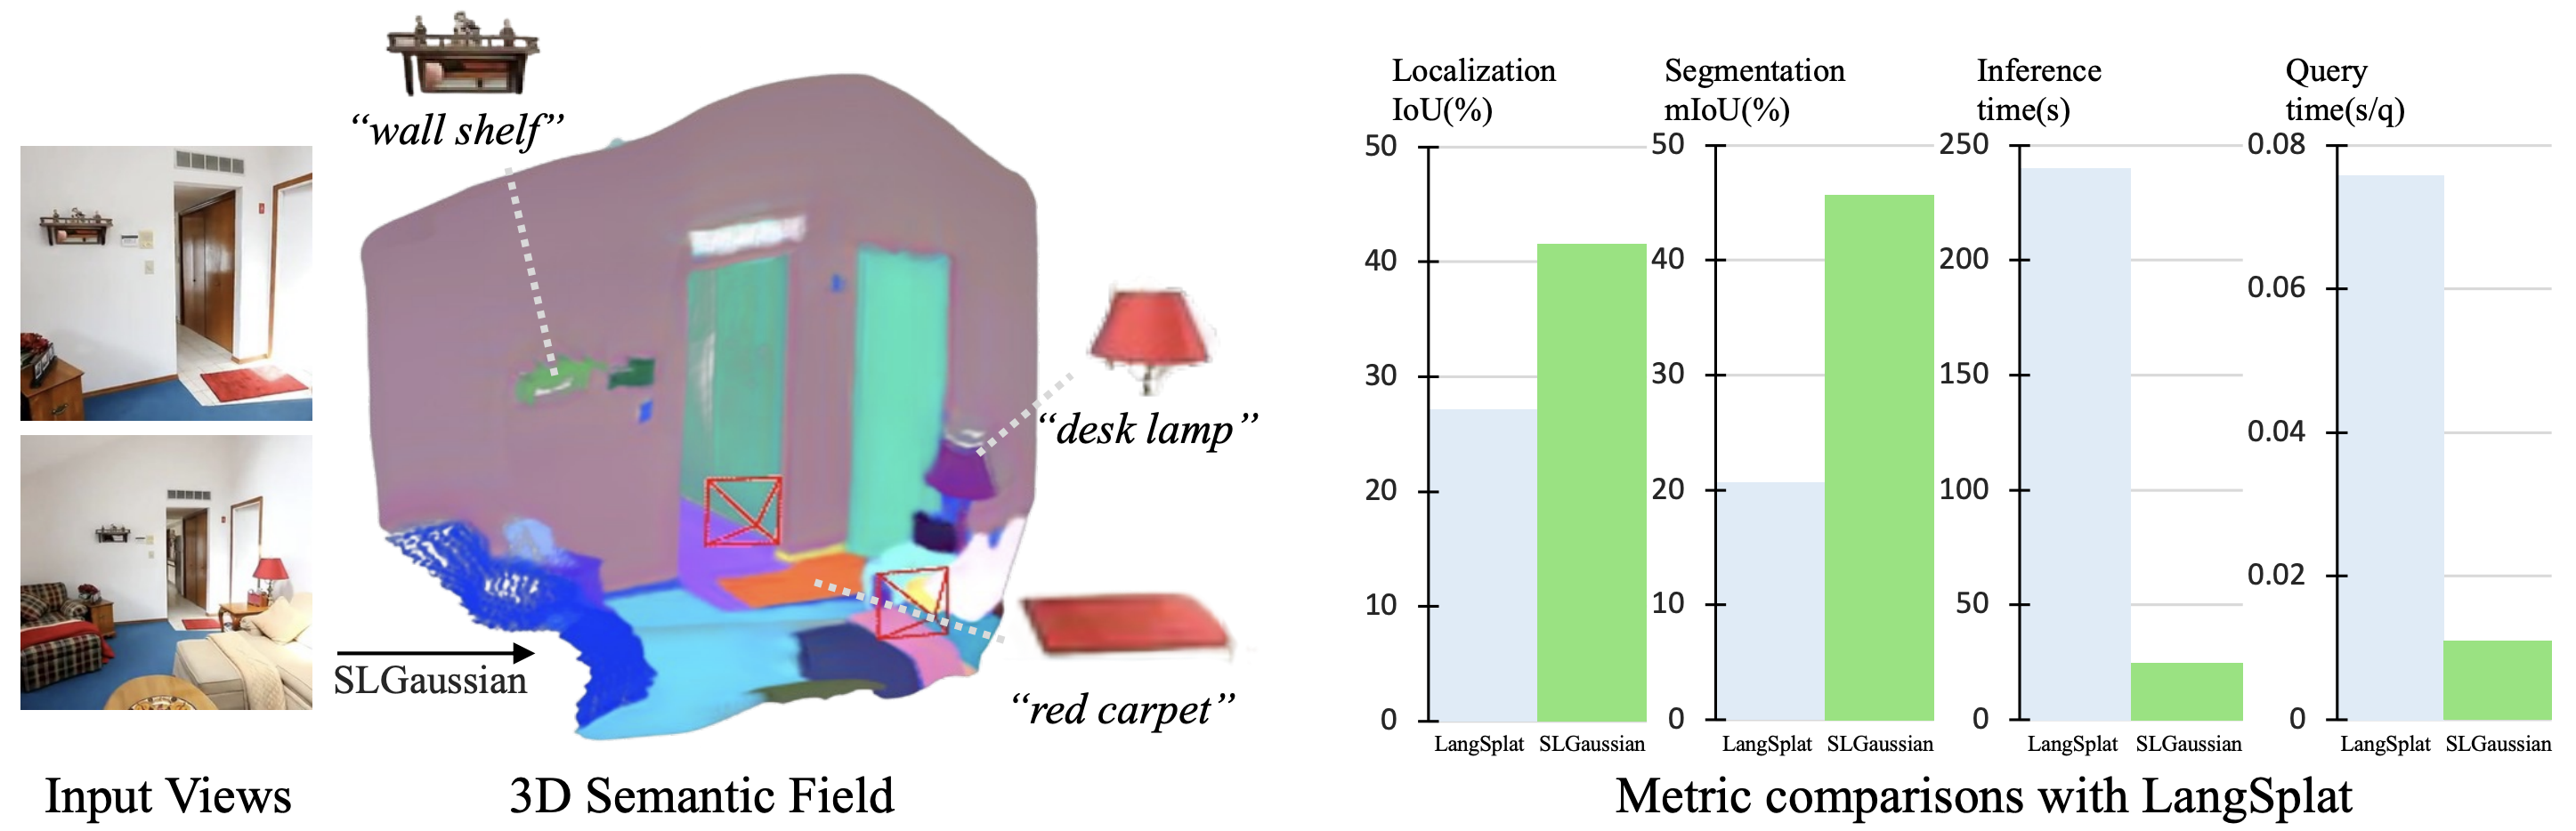 “wall shelf”
“desk lamp”
“red carpet”
SLGaussian
Input Views
3D Semantic Field
Localization
IoU(%)
50
40
30
20
10
0
LangSplat SLGaussian
Segmentation
mIoU(%)
50
40
30
20
10
0
LangSplat SLGaussian
Inference
time(s)
250
200
150
100
50
0
LangSplat SLGaussian
Query
time(s/q)
0.08
0.06
0.04
0.02
0
LangSplat SLGaussian
Metric comparisons with LangSplat